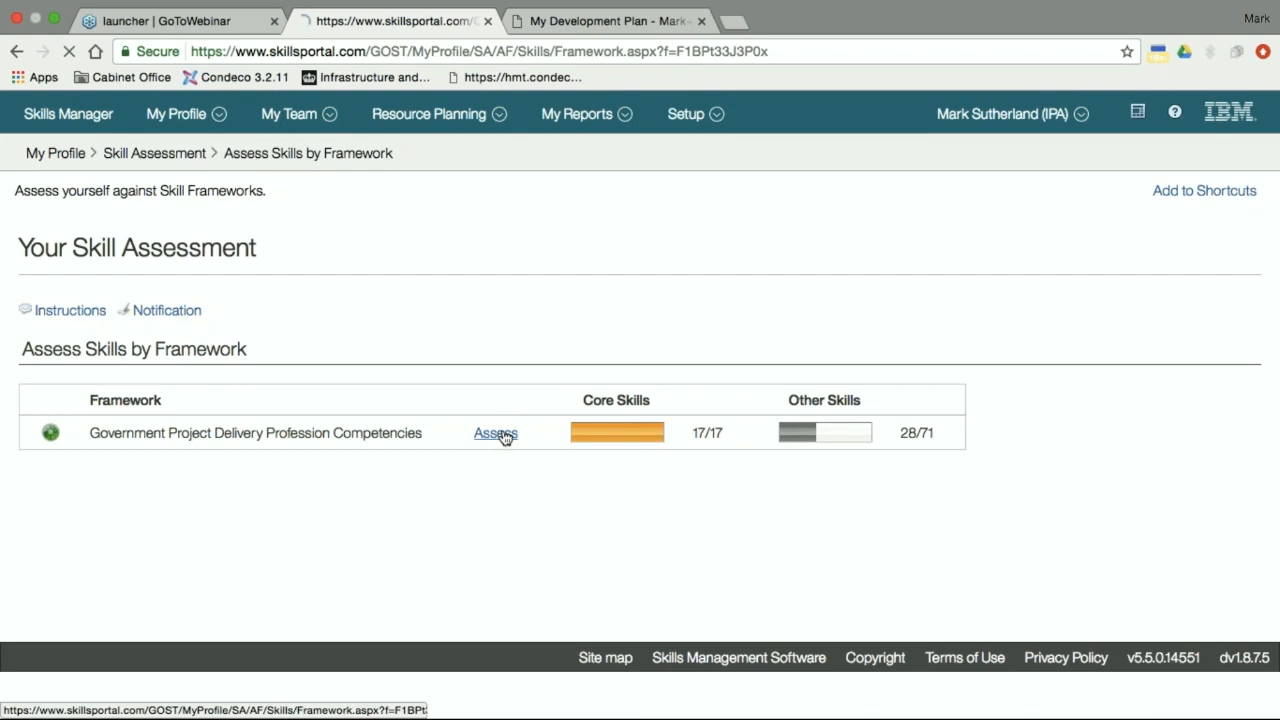 launcher | GoToWebinar
https://www.skillsportal.com/G
My Development Plan - Mark
Mark
Secure https://www.skillsportal.com/GOST/MyProfile/SA/AF/Skills/Framework.aspx?f=F1BPt33J3P0x
Apps Cabinet Office Condeco 3.2.11 Infrastructure and... https://hmt.condec...
Skills Manager My Profile My Team Resource Planning My Reports Setup Mark Sutherland (IPA) ? IBM
My Profile > Skill Assessment > Assess Skills by Framework
Assess yourself against Skill Frameworks. Add to Shortcuts
Your Skill Assessment
Instructions Notification
Assess Skills by Framework
Framework Core Skills Other Skills
Government Project Delivery Profession Competencies Assess 17/17 28/71
Site map Skills Management Software Copyright Terms of Use Privacy Policy v5.5.0.14551 dv1.8.7.5
https://www.skillsportal.com/GOST/MyProfile/SA/AF/Skills/Framework.aspx?f=F1BPt